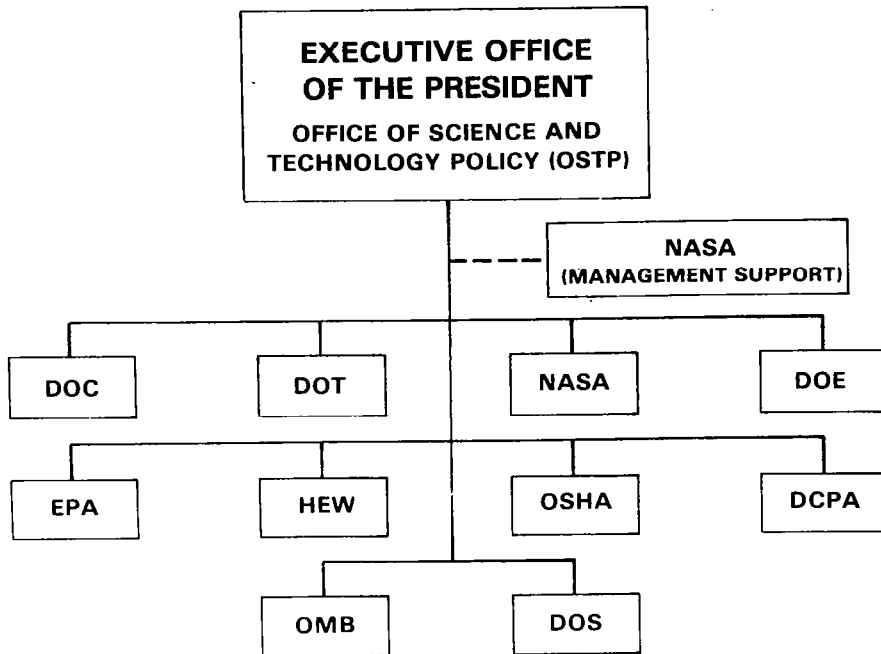 EXECUTIVE OFFICE
OF THE PRESIDENT
OFFICE OF SCIENCE AND
TECHNOLOGY POLICY (OSTP)
NASA
(MANAGEMENT SUPPORT)
DOC
DOT
NASA
DOE
EPA
HEW
OSHA
DCPA
OMB
DOS